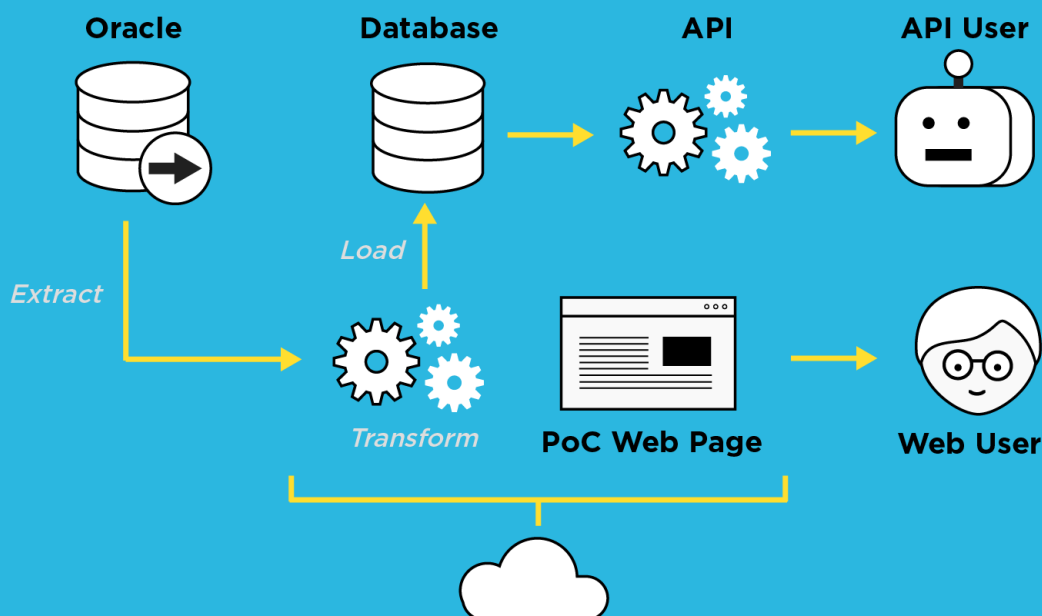 Oracle
Database
API
API User
Load
Extract
Transform
PoC Web Page
Web User